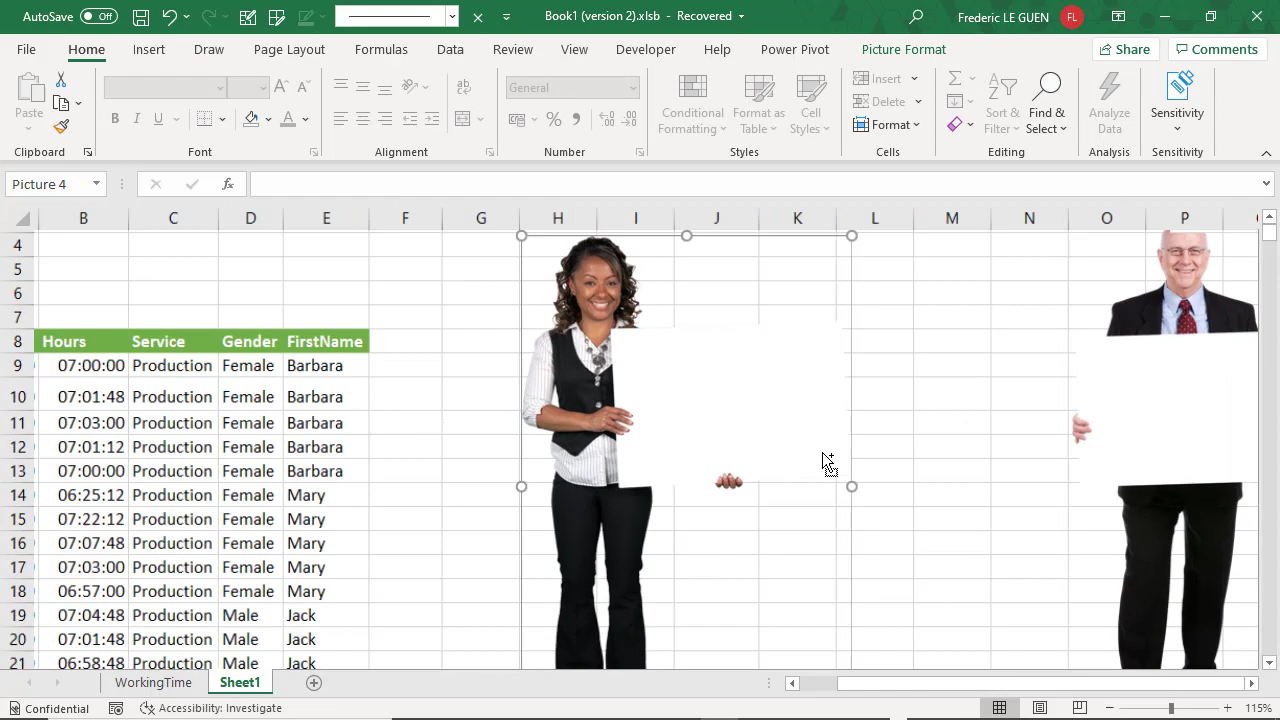 AutoSave Off Book1 (version 2).xlsb - Recovered Frederic LE GUEN FL
File Home Insert Draw Page Layout Formulas Data Review View Developer Help Power Pivot Picture Format Share Comments
Paste
B I U A
ab
General
% 9
Conditional Formatting
Format as Table
Cell Styles
Insert
Delete
Format
Sort & Filter
Find & Select
Analyze Data
Sensitivity
Clipboard Font Alignment Number Styles Cells Editing Analysis Sensitivity
Picture 4 fx
B C D E F G H I J K L M N O P
4
5
6
7
8 Hours Service Gender FirstName
9 07:00:00 Production Female Barbara
10 07:01:48 Production Female Barbara
11 07:03:00 Production Female Barbara
12 07:01:12 Production Female Barbara
13 07:00:00 Production Female Barbara
14 06:25:12 Production Female Mary
15 07:22:12 Production Female Mary
16 07:07:48 Production Female Mary
17 07:03:00 Production Female Mary
18 06:57:00 Production Female Mary
19 07:04:48 Production Male Jack
20 07:01:48 Production Male Jack
21 06:58:48 Production Male Jack
WorkingTime Sheet1
Confidential Accessibility: Investigate 115%